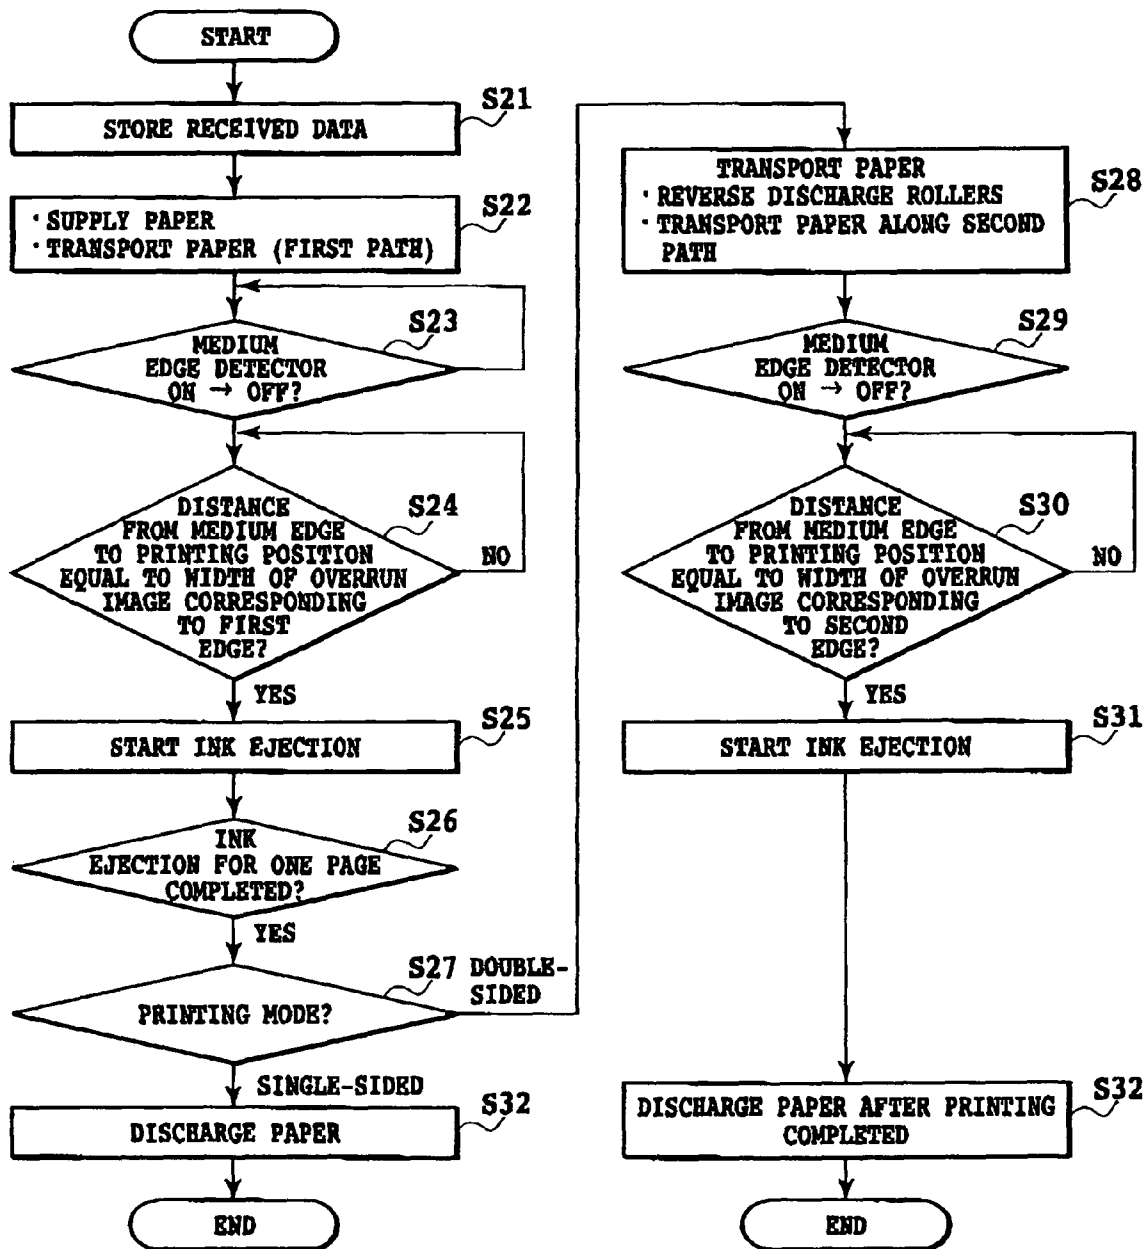 START
S21
STORE RECEIVED DATA
S22
· SUPPLY PAPER
· TRANSPORT PAPER (FIRST PATH)
S23
MEDIUM
EDGE DETECTOR
ON → OFF?
S24
DISTANCE
FROM MEDIUM EDGE
TO PRINTING POSITION
EQUAL TO WIDTH OF OVERRUN
IMAGE CORRESPONDING
TO FIRST
EDGE?
NO
YES
S25
START INK EJECTION
S26
INK
EJECTION FOR ONE PAGE
COMPLETED?
YES
S27
DOUBLE-
SIDED
PRINTING MODE?
SINGLE-SIDED
S32
DISCHARGE PAPER
END
S28
TRANSPORT PAPER
· REVERSE DISCHARGE ROLLERS
· TRANSPORT PAPER ALONG SECOND
PATH
S29
MEDIUM
EDGE DETECTOR
ON → OFF?
S30
DISTANCE
FROM MEDIUM EDGE
TO PRINTING POSITION
EQUAL TO WIDTH OF OVERRUN
IMAGE CORRESPONDING
TO SECOND
EDGE?
NO
YES
S31
START INK EJECTION
S32
DISCHARGE PAPER AFTER PRINTING
COMPLETED
END